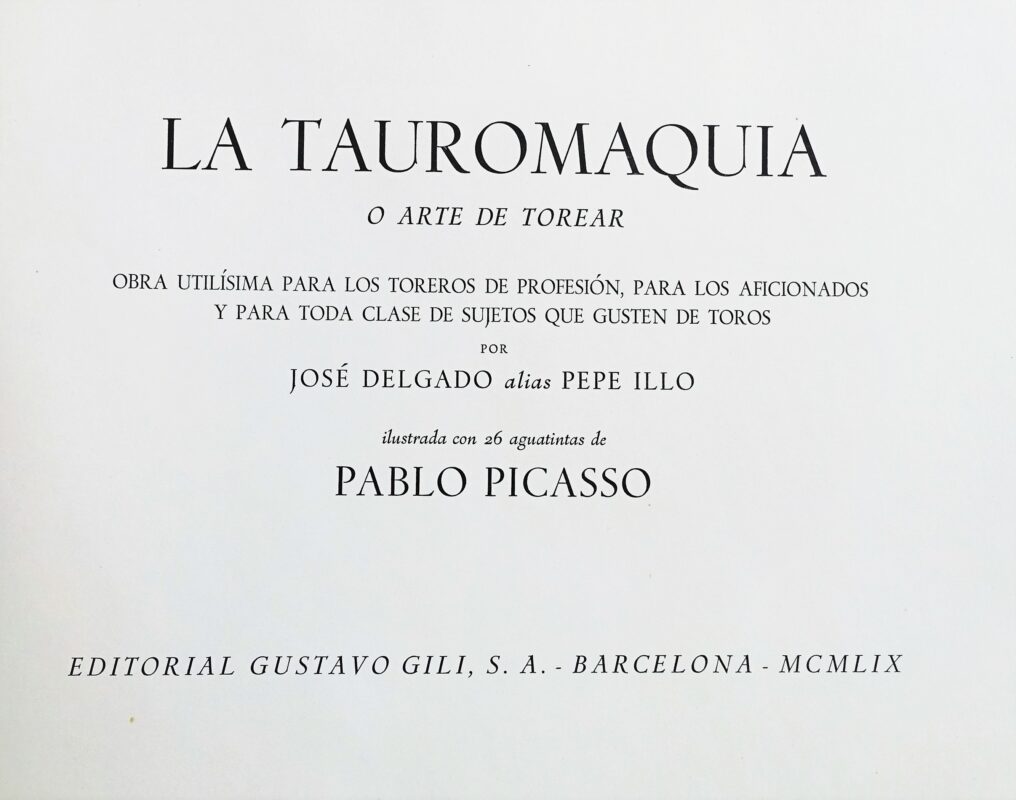 LA TAUROMAQUIA
O ARTE DE TOREAR
OBRA UTILÍSIMA PARA LOS TOREROS DE PROFESIÓN, PARA LOS AFICIONADOS
Y PARA TODA CLASE DE SUJETOS QUE GUSTEN DE TOROS
POR
JOSÉ DELGADO alias PEPE ILLO
ilustrada con 26 aguatintas de
PABLO PICASSO
EDITORIAL GUSTAVO GILI, S. A. - BARCELONA - MCMLIX